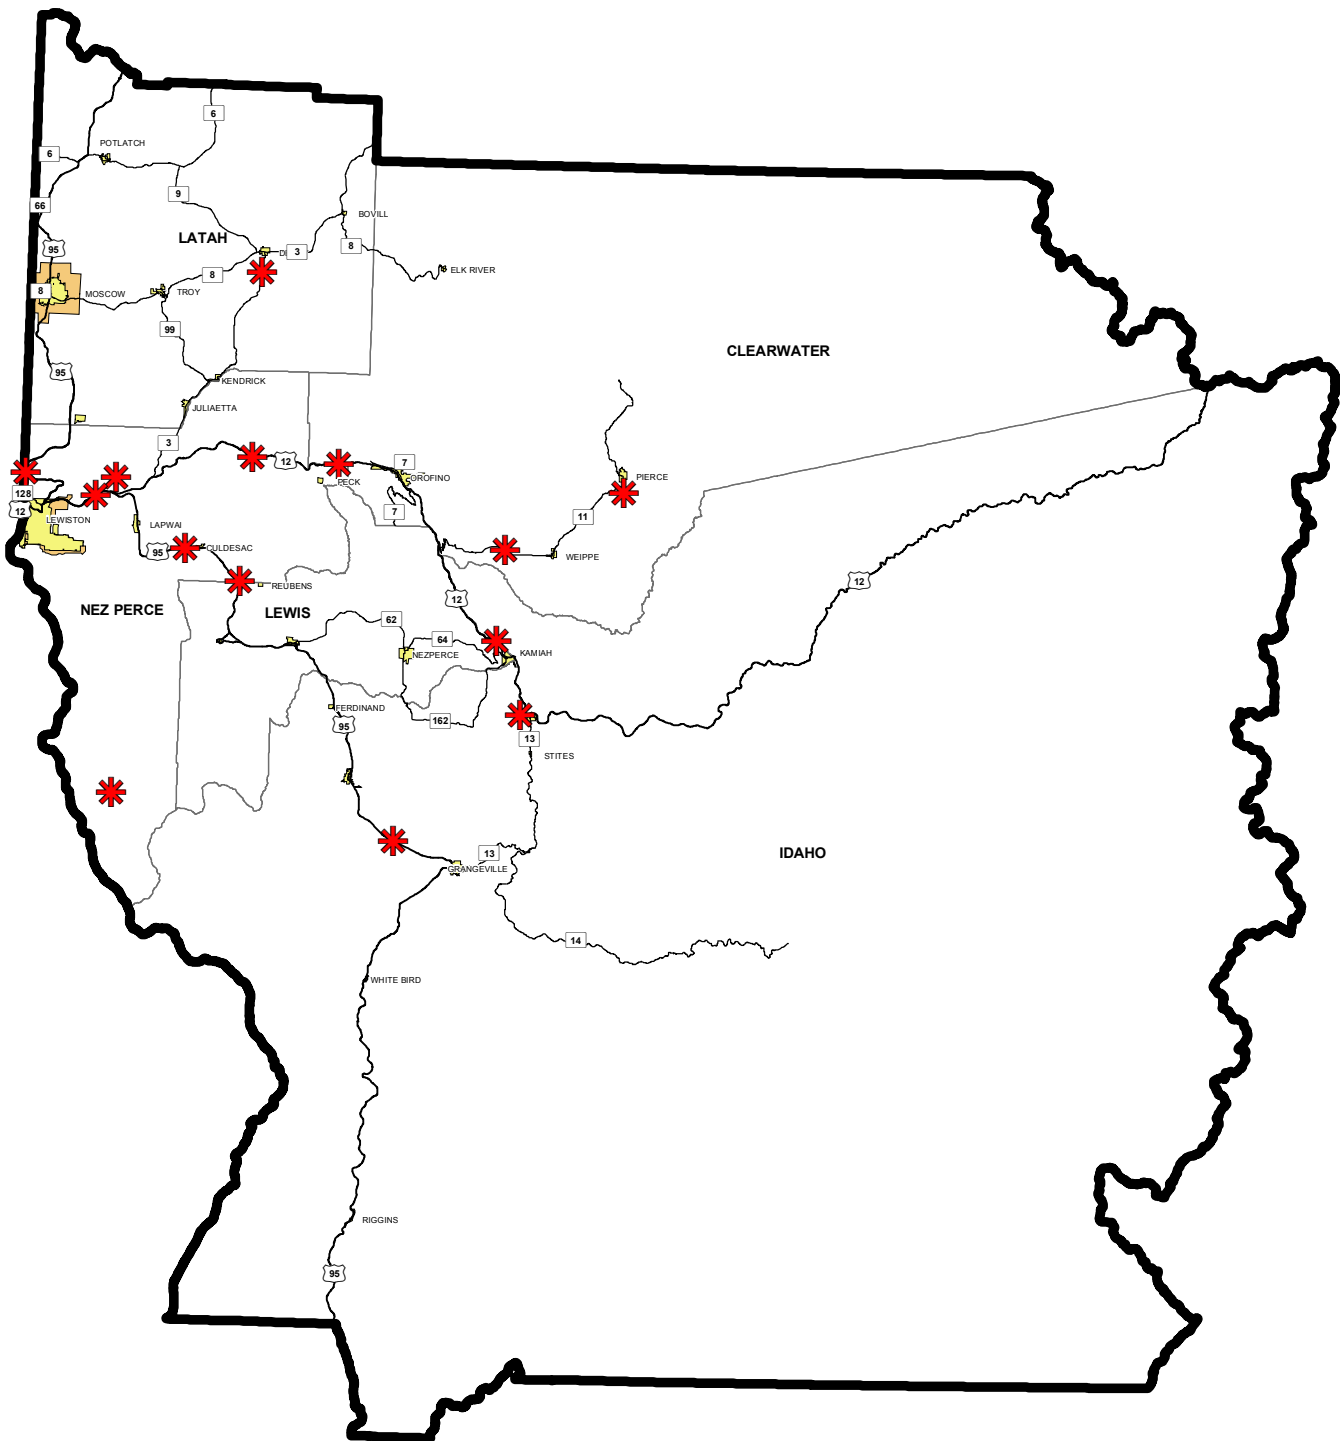 6
POTLATCH
6
9
66
BOVILL
LATAH
95
3
8
8
ELK RIVER
8
MOSCOW
TROY
99
CLEARWATER
95
KENDRICK
JULIAETTA
3
12
7
PECK
OROFINO
PIERCE
128
12
LEWISTON
7
11
LAPWAI
95
CULDESAC
WEIPPE
REUBENS
12
12
NEZ PERCE
LEWIS
62
64
NEZPERCE
KAMIAH
FERDINAND
95
162
13
STITES
13
IDAHO
GRANGEVILLE
14
WHITE BIRD
RIGGINS
95